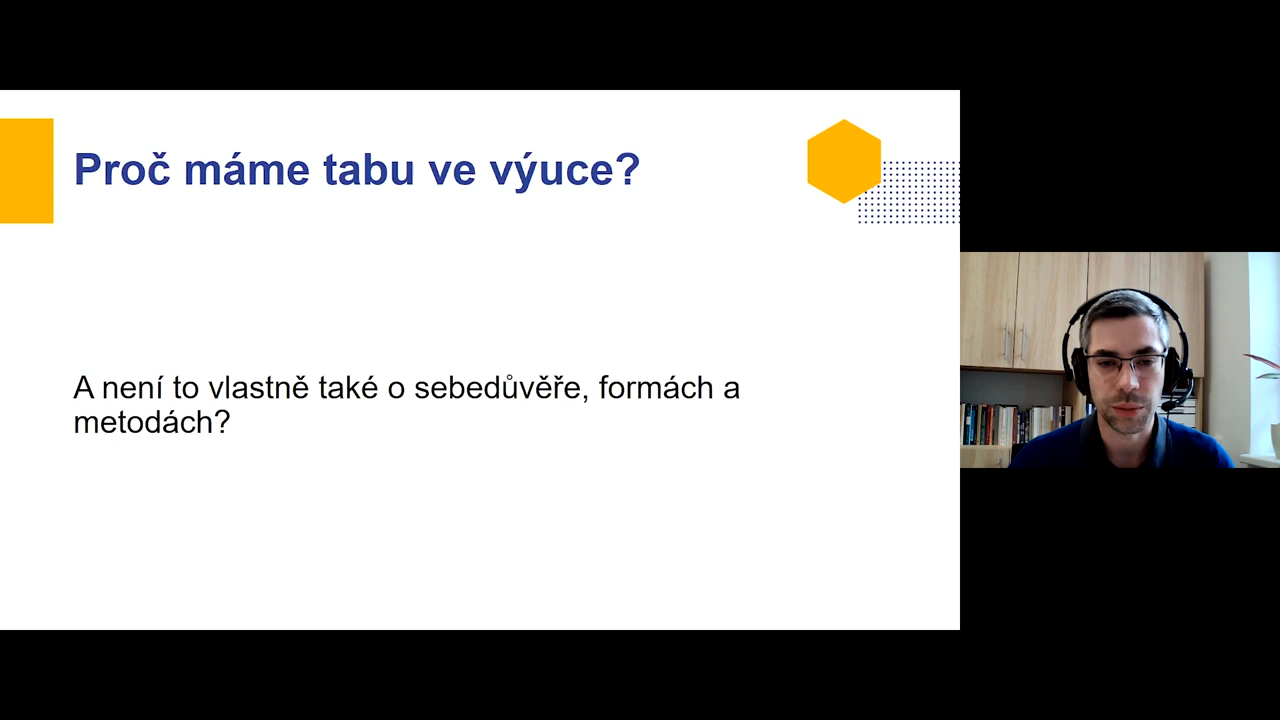 Proč máme tabu ve výuce?
A není to vlastně také o sebedůvěře, formách a
metodách?